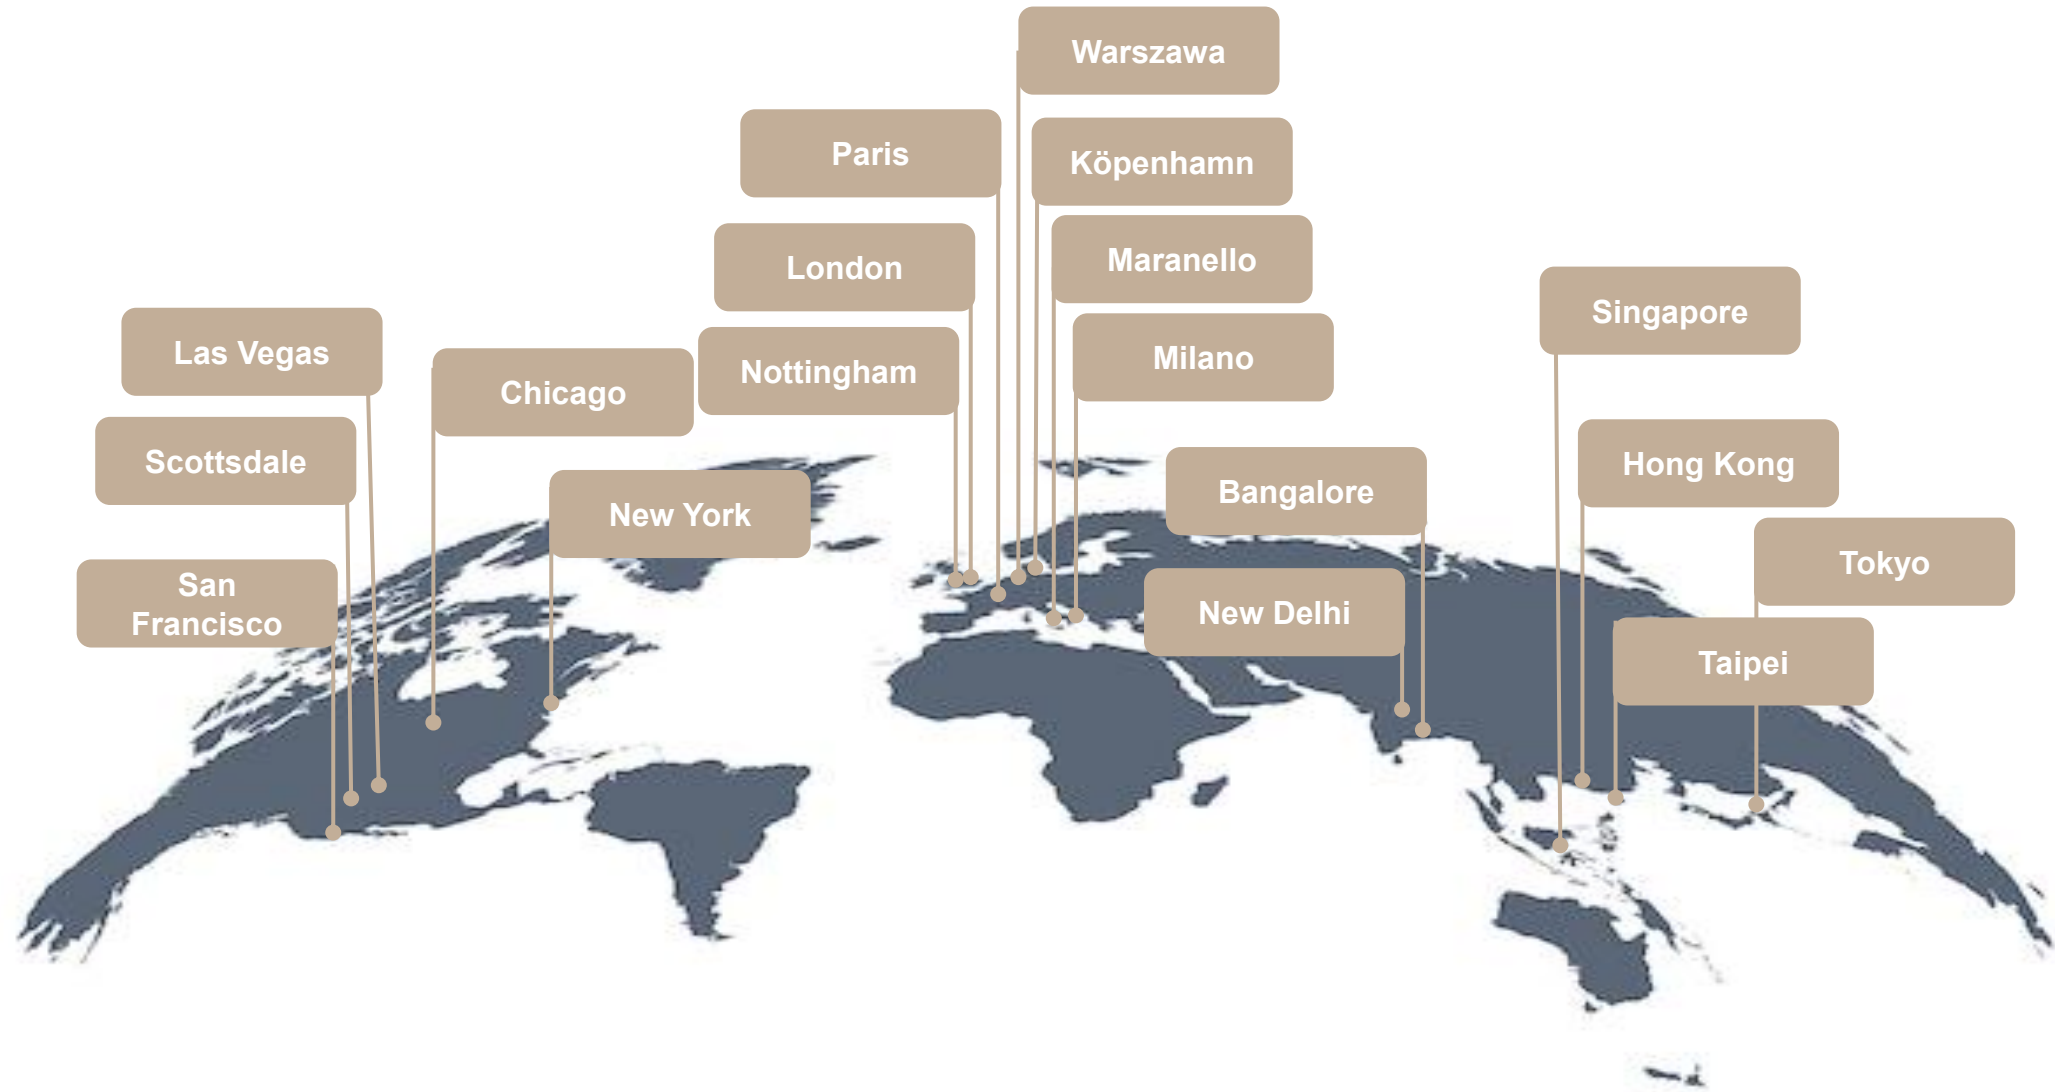 Warszawa
Paris
Köpenhamn
London
Maranello
Singapore
Las Vegas
Milano
Nottingham
Chicago
Scottsdale
Hong Kong
Bangalore
New York
Tokyo
San
Francisco
New Delhi
Taipei